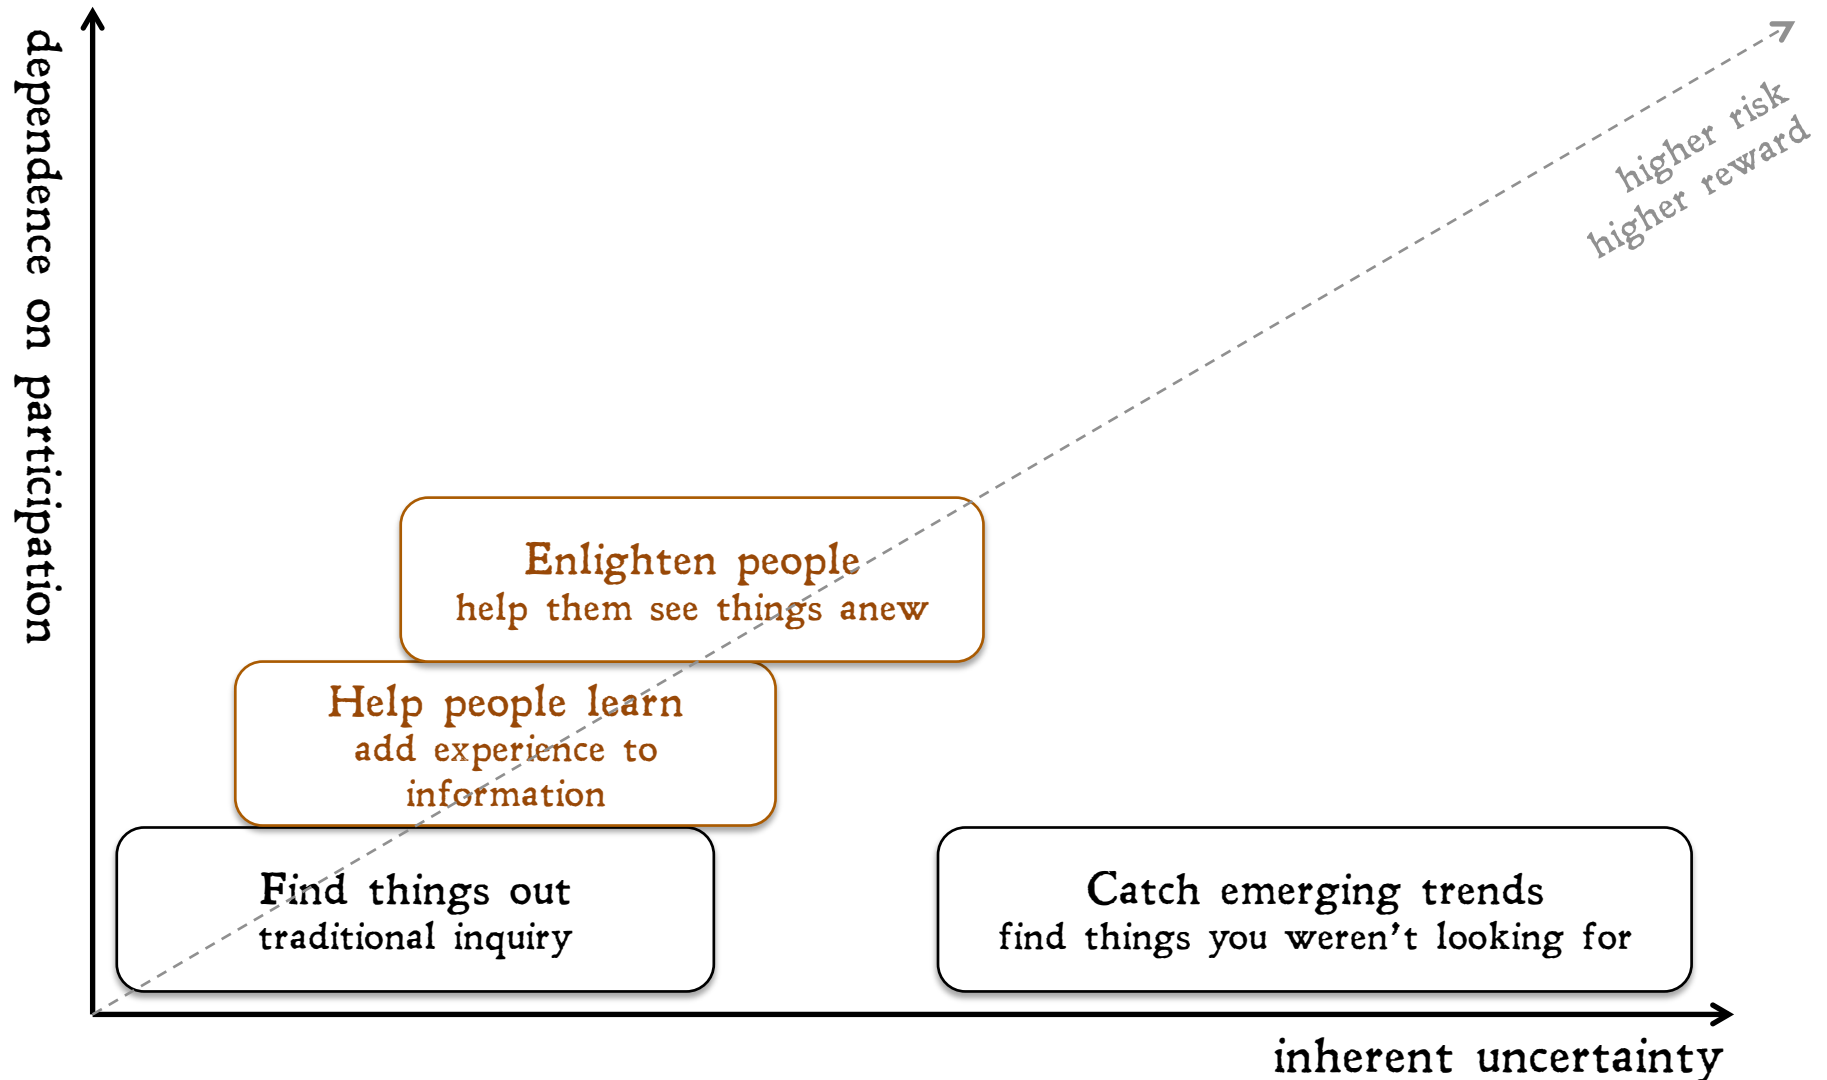 dependence on participation
higher risk
higher reward
Enlighten people
help them see things anew
Help people learn
add experience to
information
Find things out
traditional inquiry
Catch emerging trends
find things you weren't looking for
inherent uncertainty